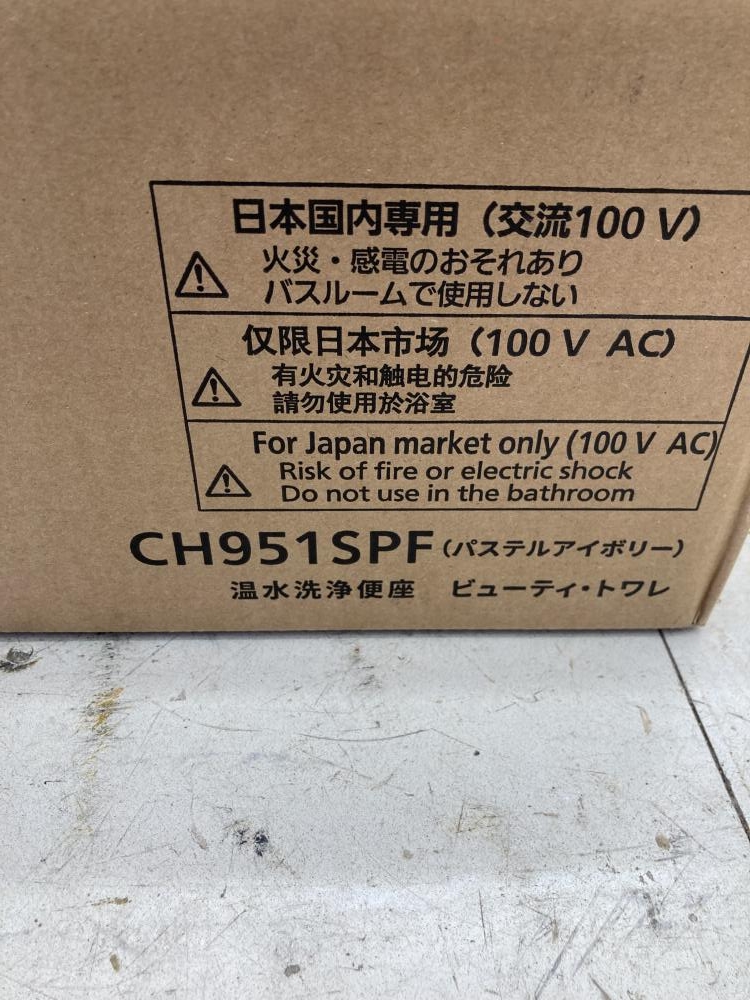 日本国内専用（交流100 V）
火災・感電のおそれあり
バスルームで使用しない
仅限日本市场（100 V AC）
有火灾和触电的危险
請勿使用於浴室
For Japan market only (100 V AC)
Risk of fire or electric shock
Do not use in the bathroom
CH951SPF（パステルアイボリー）
温水洗浄便座 ビューティ・トワレ